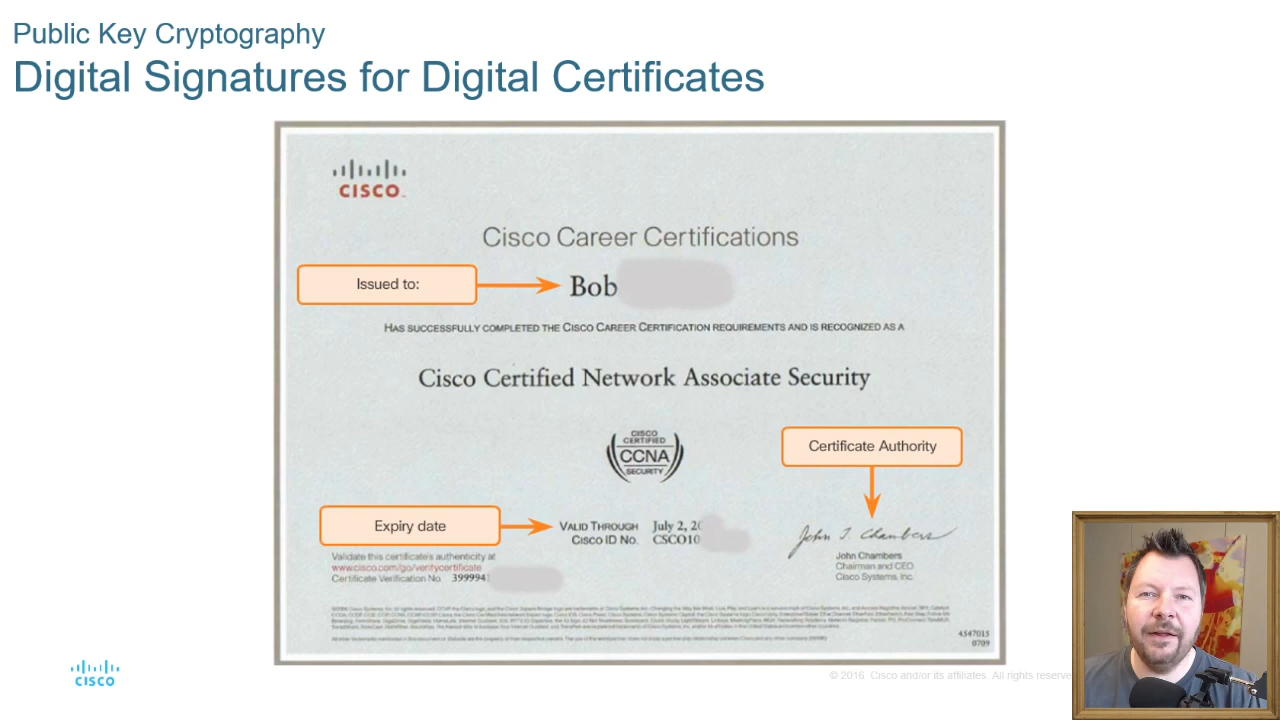 Public Key Cryptography
Digital Signatures for Digital Certificates
CISCO
Cisco Career Certifications
Issued to:
Bob
HAS SUCCESSFULLY COMPLETED THE CISCO CAREER CERTIFICATION REQUIREMENTS AND IS RECOGNIZED AS A
Cisco Certified Network Associate Security
CISCO
CERTIFIED
CCNA
SECURITY
Certificate Authority
Expiry date
VALID THROUGH July 2, 20
CISCO ID NO. CSCO10
John T. Chambers
John Chambers
Chairman and CEO
Cisco Systems, Inc.
Validate this certificate's authenticity at
www.cisco.com/go/verifycertificate
Certificate Verification No. 399994
4347015
0709
CISCO
© 2016 Cisco and/or its affiliates. All rights reserve